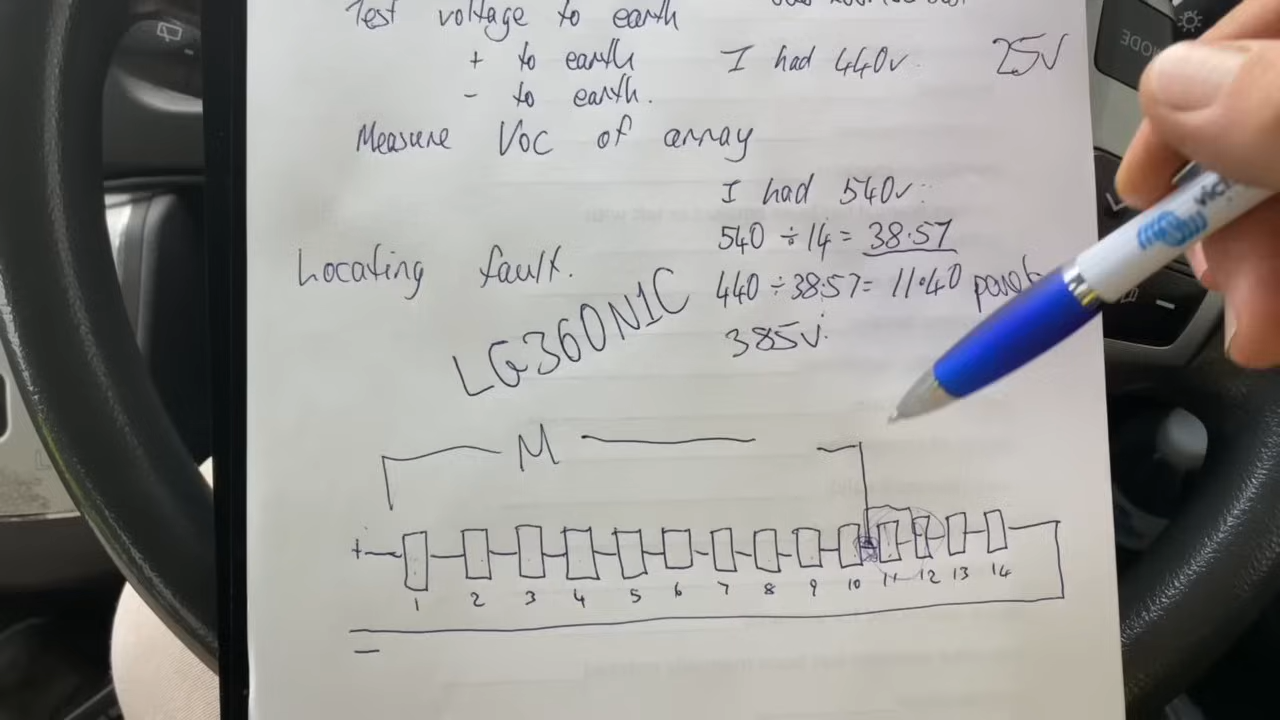 Test voltage to earth
+ to earth I had 440v. 25V
- to earth.
Measure Voc of array
I had 540v.
540 ÷ 14 = 38.57
Locating fault.
440 ÷ 38.57 = 11.40
LG360N1C
385v.
M
+
1 2 3 4 5 6 7 8 9 10 11 12 13 14
-
MODE